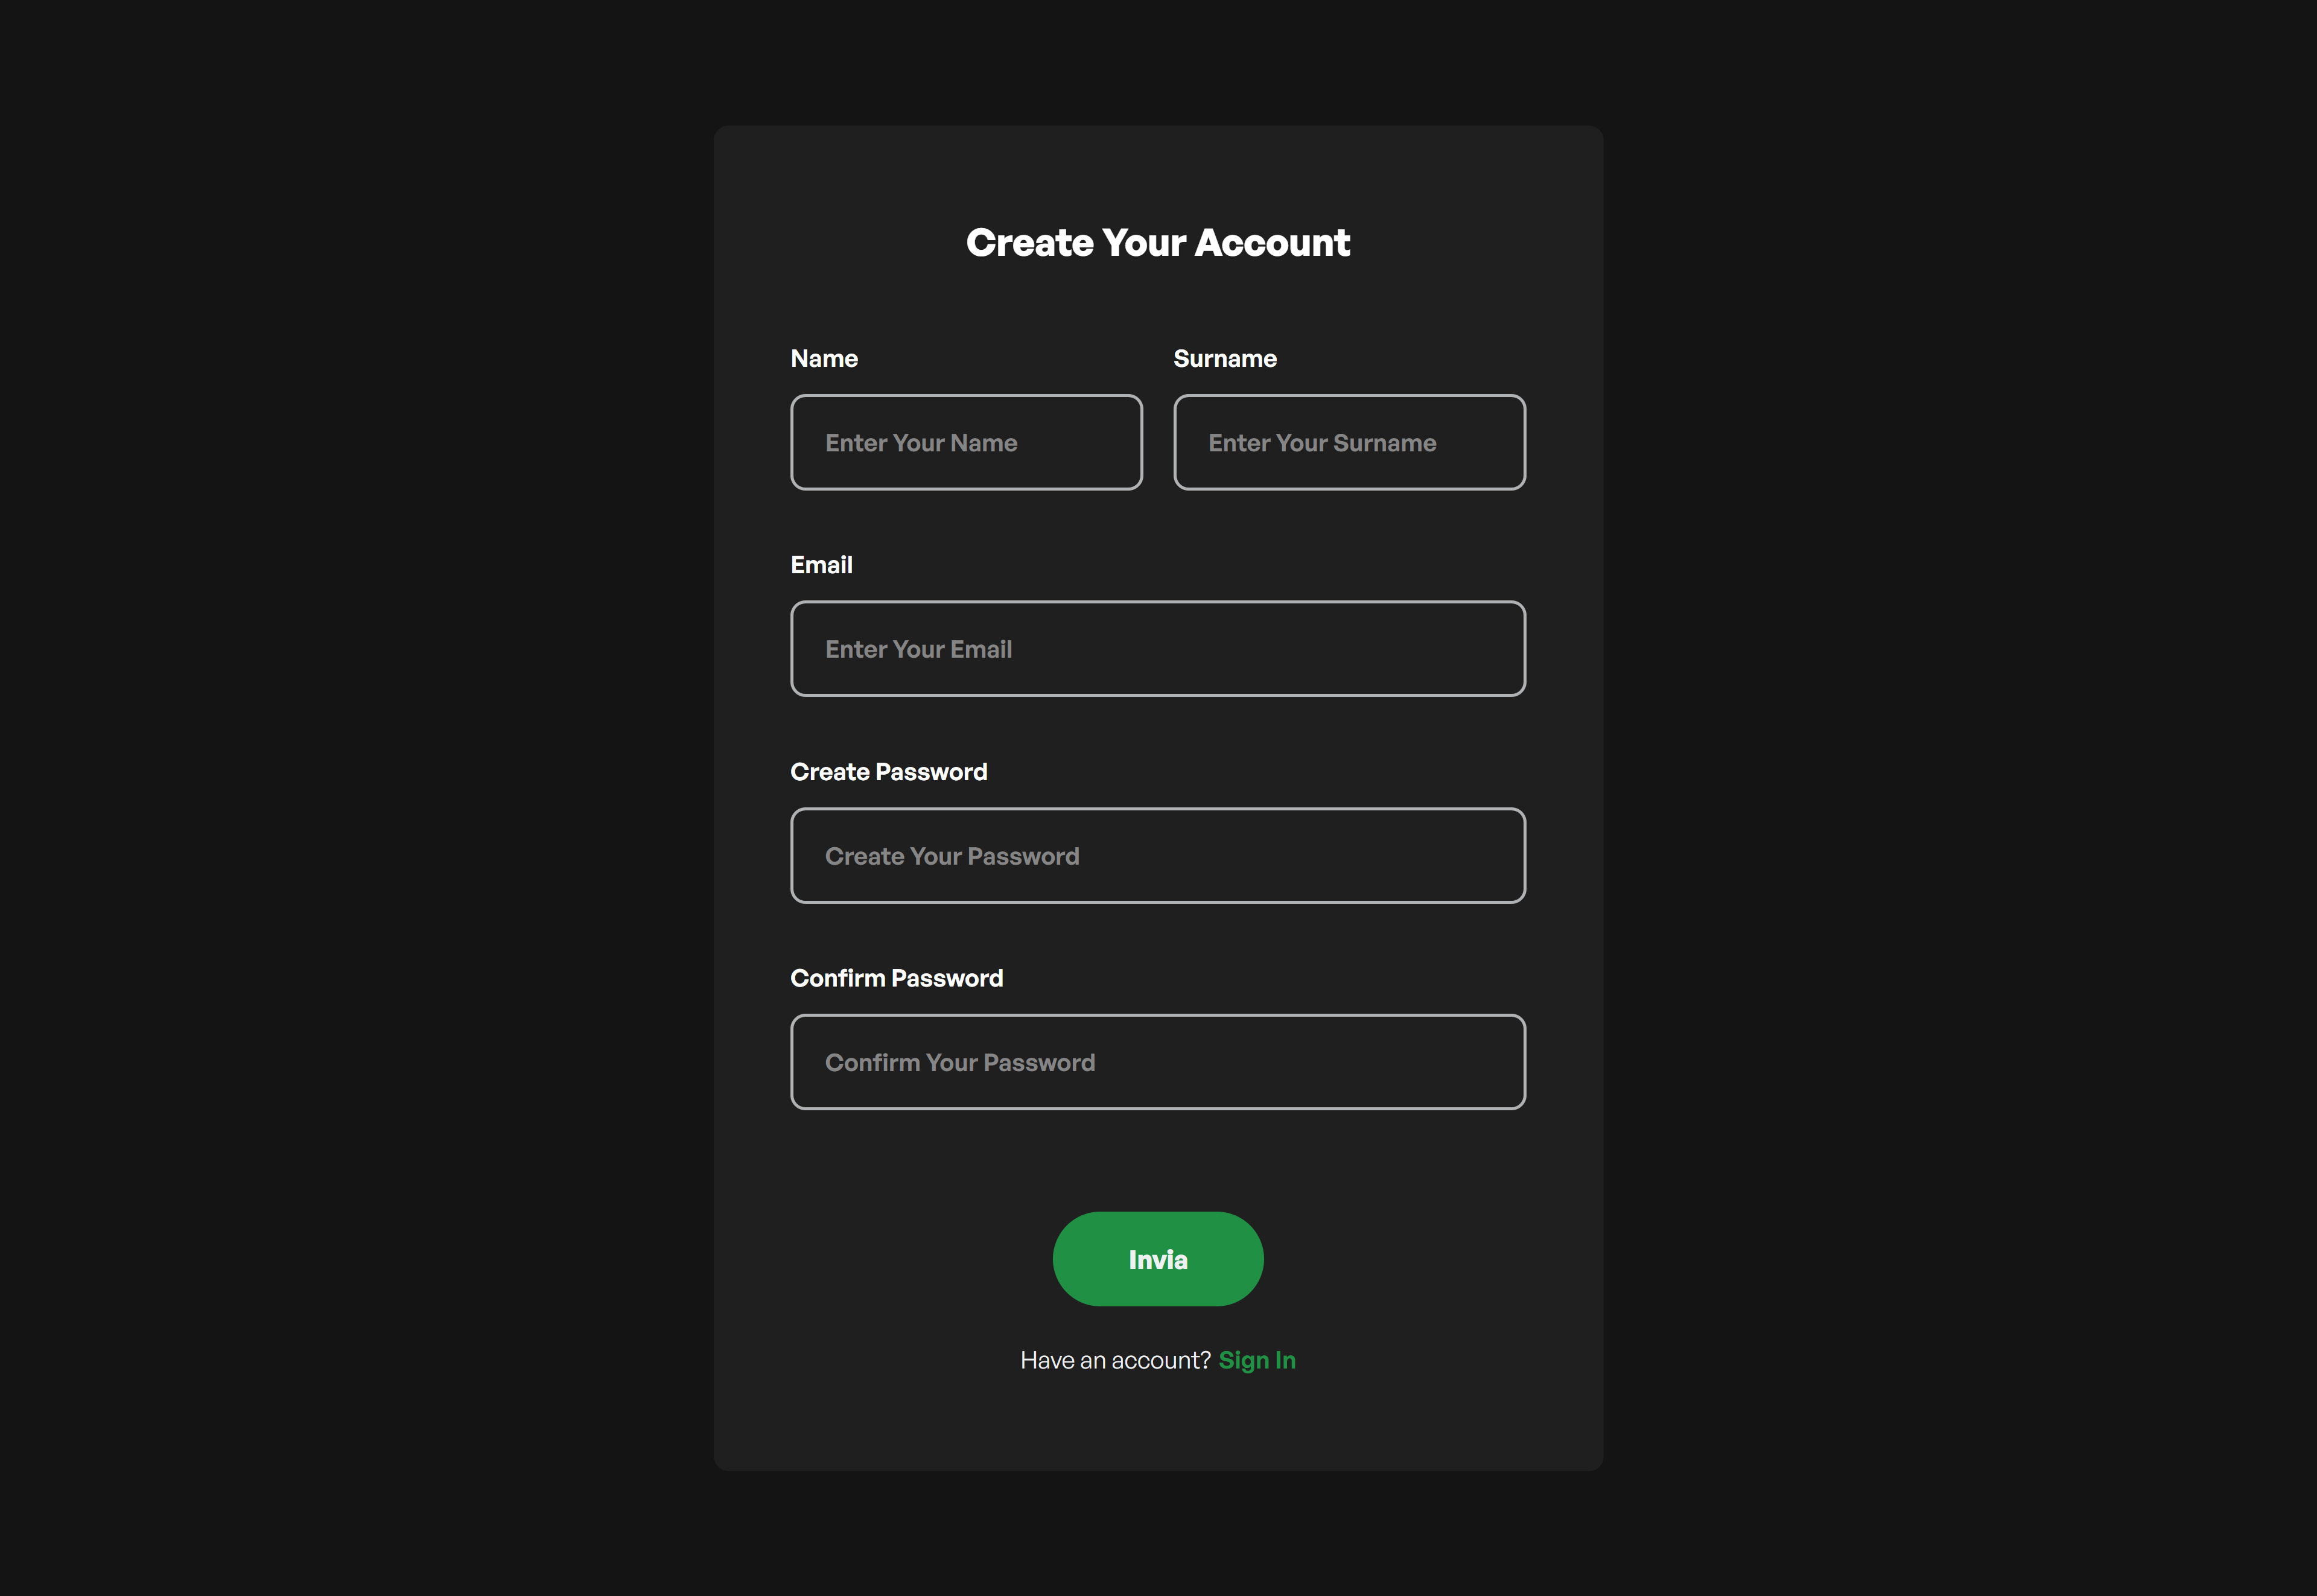 Create Your Account
Name
Surname
Enter Your Name
Enter Your Surname
Email
Enter Your Email
Create Password
Create Your Password
Confirm Password
Confirm Your Password
Invia
Have an account? Sign In